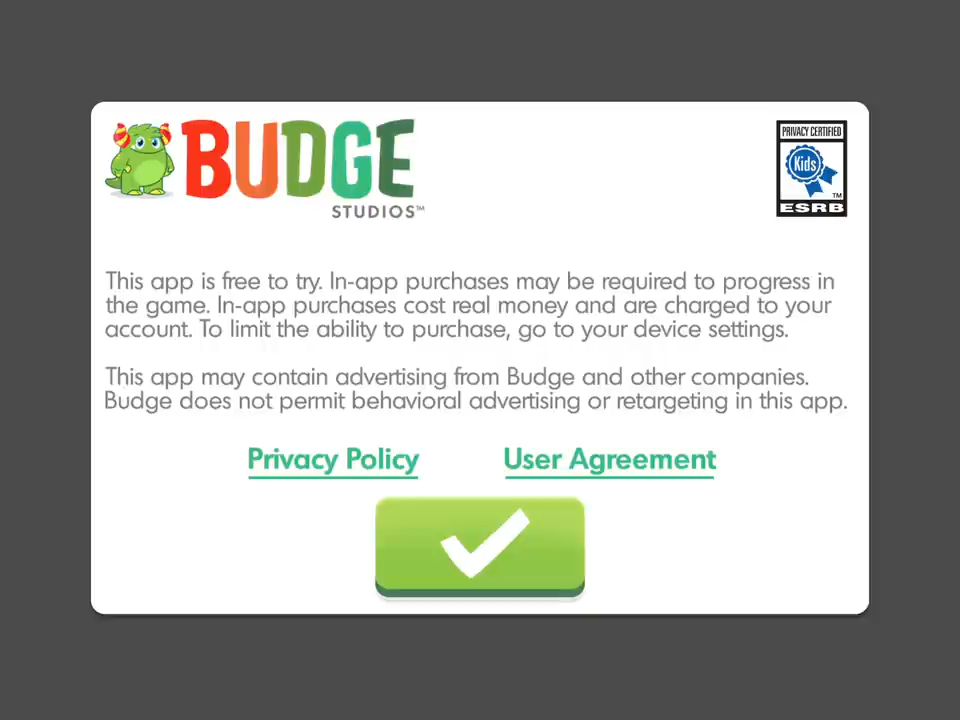 BUDGE
STUDIOS™
PRIVACY CERTIFIED
Kids
™
ESRB
This app is free to try. In-app purchases may be required to progress in
the game. In-app purchases cost real money and are charged to your
account. To limit the ability to purchase, go to your device settings.
This app may contain advertising from Budge and other companies.
Budge does not permit behavioral advertising or retargeting in this app.
Privacy Policy
User Agreement